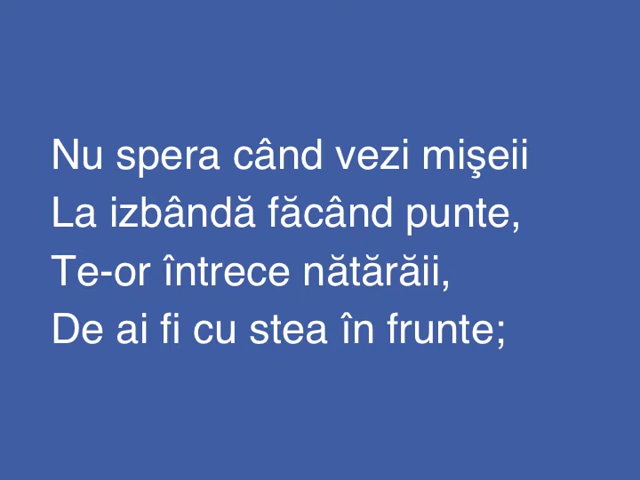 Nu spera când vezi mişeii
La izbândă făcând punte,
Te-or întrece nătărăii,
De ai fi cu stea în frunte;